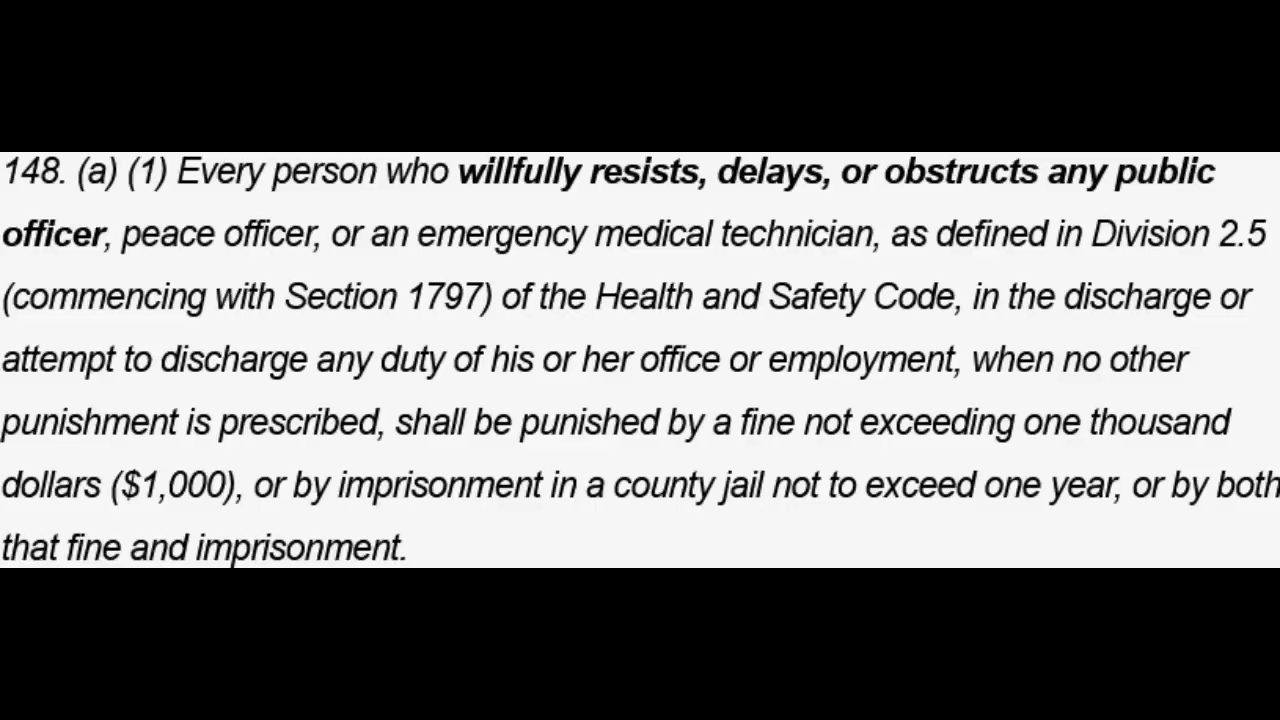 148. (a) (1) Every person who willfully resists, delays, or obstructs any public
officer, peace officer, or an emergency medical technician, as defined in Division 2.5
(commencing with Section 1797) of the Health and Safety Code, in the discharge or
attempt to discharge any duty of his or her office or employment, when no other
punishment is prescribed, shall be punished by a fine not exceeding one thousand
dollars ($1,000), or by imprisonment in a county jail not to exceed one year, or by both
that fine and imprisonment.